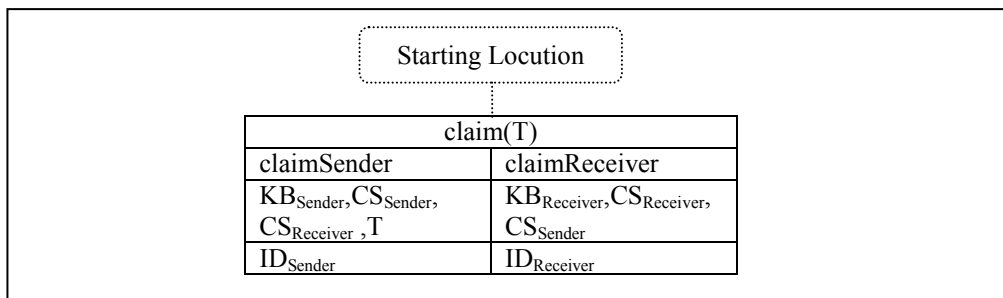 Starting Locution
claim(T)
claimSender claimReceiver
KBSender,CSSender, KBReceiver,CSReceiver,
CSReceiver ,T CSSender
IDSender IDReceiver